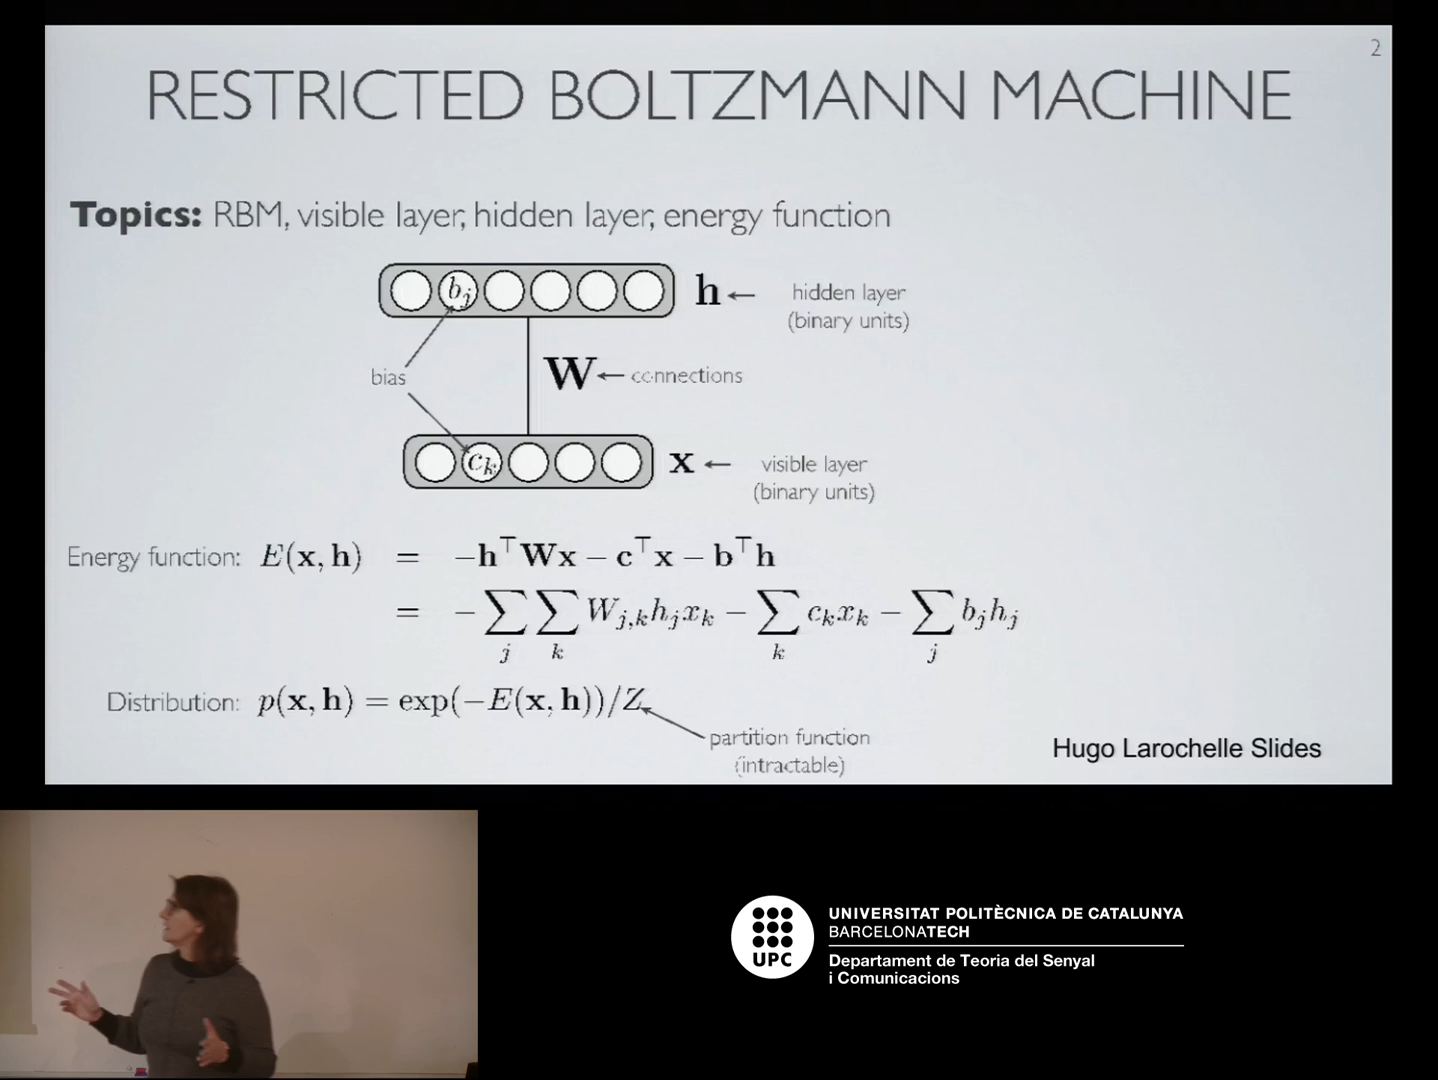 2
RESTRICTED BOLTZMANN MACHINE
Topics: RBM, visible layer, hidden layer, energy function
b_j
h ← hidden layer
(binary units)
bias
W ← connections
c_k
x ← visible layer
(binary units)
Energy function: E(x, h) = −h⊤Wx − c⊤x − b⊤h
= −∑_j ∑_k W_{j,k} h_j x_k − ∑_k c_k x_k − ∑_j b_j h_j
Distribution: p(x, h) = exp(−E(x, h))/Z
partition function
(intractable)
Hugo Larochelle Slides
UPC
UNIVERSITAT POLITÈCNICA DE CATALUNYA
BARCELONATECH
Departament de Teoria del Senyal
i Comunicacions